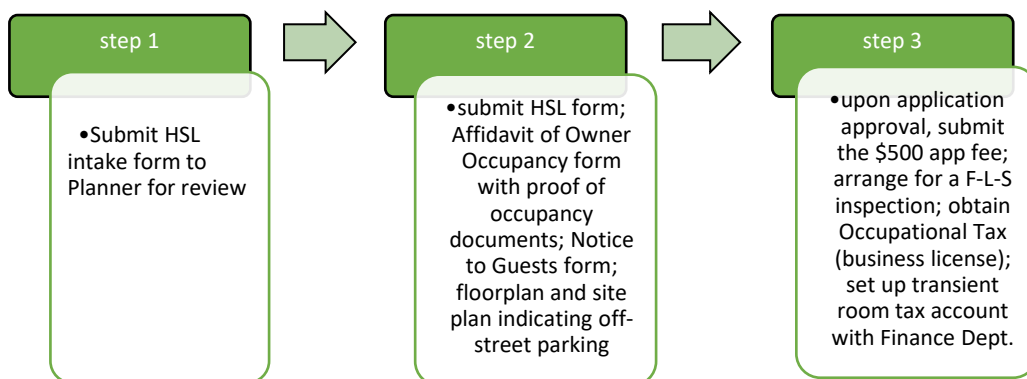 step 1
•Submit HSL
intake form to
Planner for review
step 2
•submit HSL form;
Affidavit of Owner
Occupancy form
with proof of
occupancy
documents; Notice
to Guests form;
floorplan and site
plan indicating off-
street parking
step 3
•upon application
approval, submit
the $500 app fee;
arrange for a F-L-S
inspection; obtain
Occupational Tax
(business license);
set up transient
room tax account
with Finance Dept.